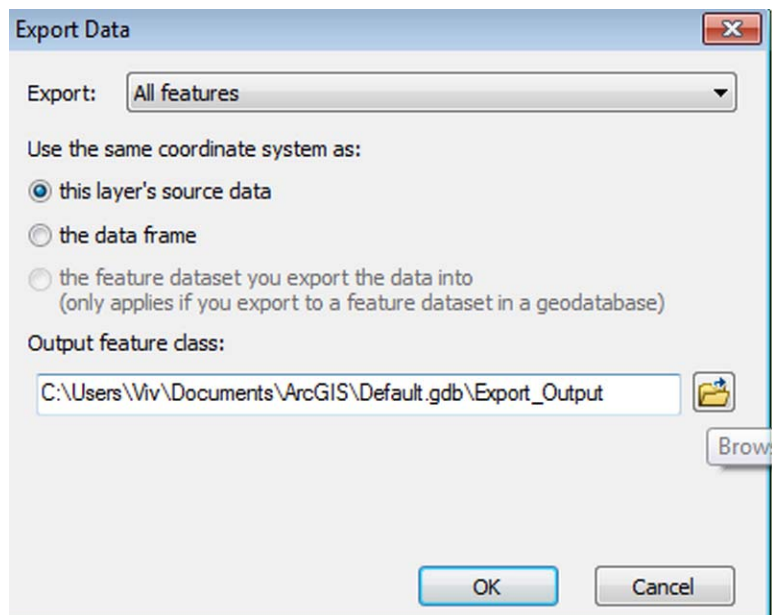 Export Data
Export: All features
Use the same coordinate system as:
this layer's source data
the data frame
the feature dataset you export the data into
(only applies if you export to a feature dataset in a geodatabase)
Output feature class:
C:\Users\Viv\Documents\ArcGIS\Default.gdb\Export_Output
Brows
OK Cancel